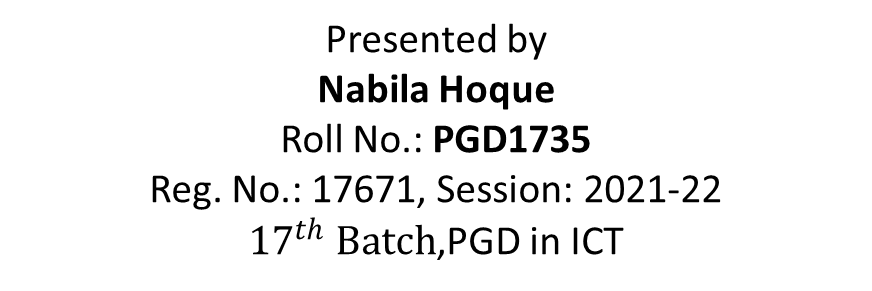 Presented by
Nabila Hoque
Roll No.: PGD1735
Reg. No.: 17671, Session: 2021-22
17th Batch,PGD in ICT